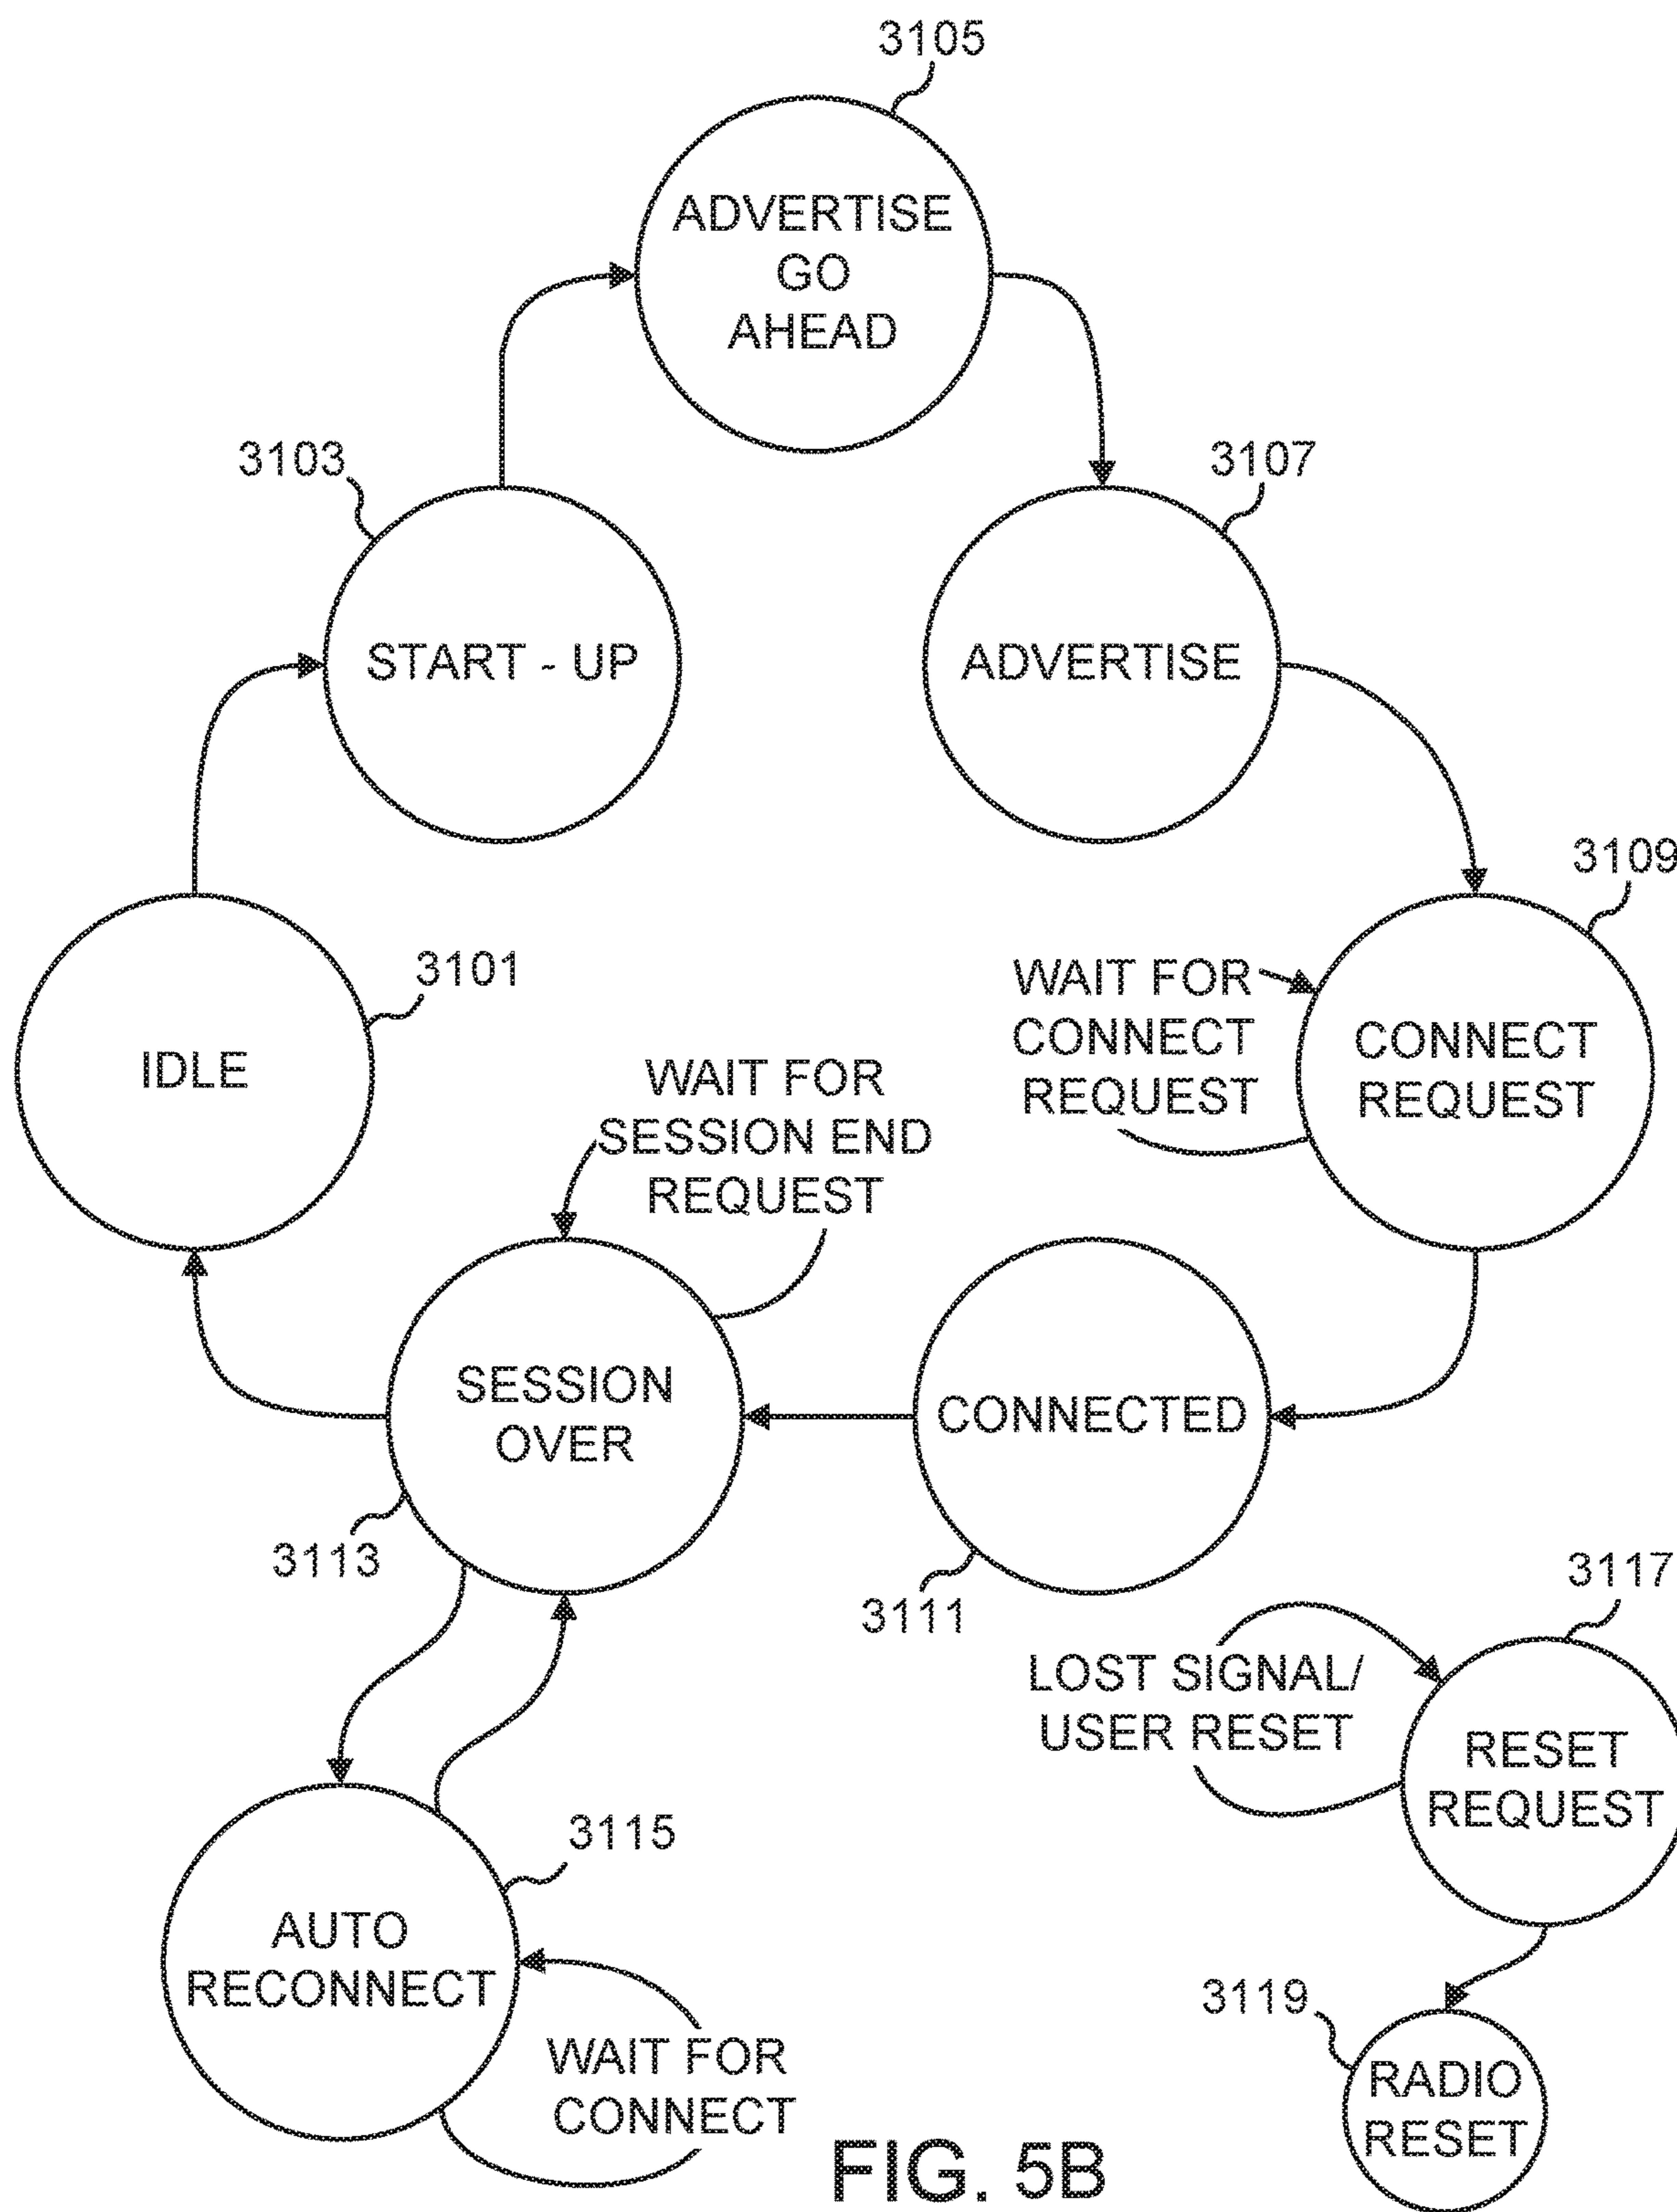 3105
ADVERTISE
GO
AHEAD
3103
3107
START - UP
ADVERTISE
3109
3101
WAIT FOR
CONNECT
REQUEST
CONNECT
REQUEST
IDLE
WAIT FOR
SESSION END
REQUEST
SESSION
OVER
CONNECTED
3113
3111
3117
LOST SIGNAL/
USER RESET
RESET
REQUEST
3115
AUTO
RECONNECT
WAIT FOR
CONNECT
3119
RADIO
RESET
FIG. 5B